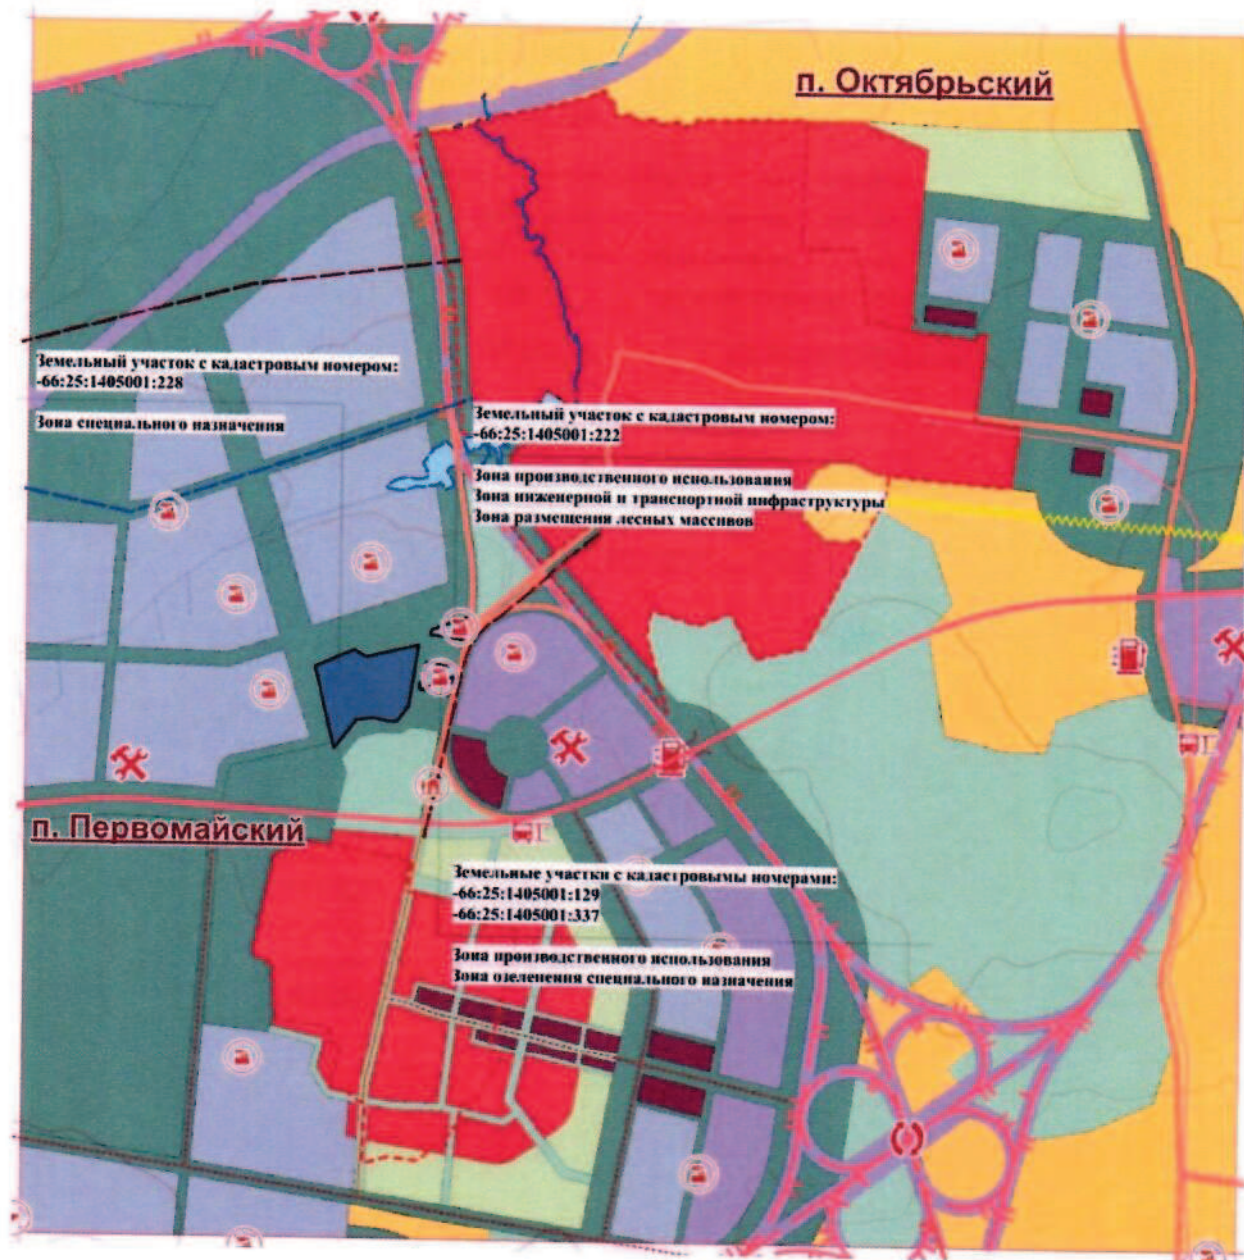 п. Октябрьский
Земельный участок с кадастровым номером:
-66:25:1405001:228
Зона специального назначения
Земельный участок с кадастровым номером:
-66:25:1405001:222
Зона производственного использования
Зона инженерной и транспортной инфраструктуры
Зона размещения лесных массивов
п. Первомайский
Земельные участки с кадастровымы номерами:
-66:25:1405001:129
-66:25:1405001:337
Зона производственного использования
Зона озеленения специального назначения